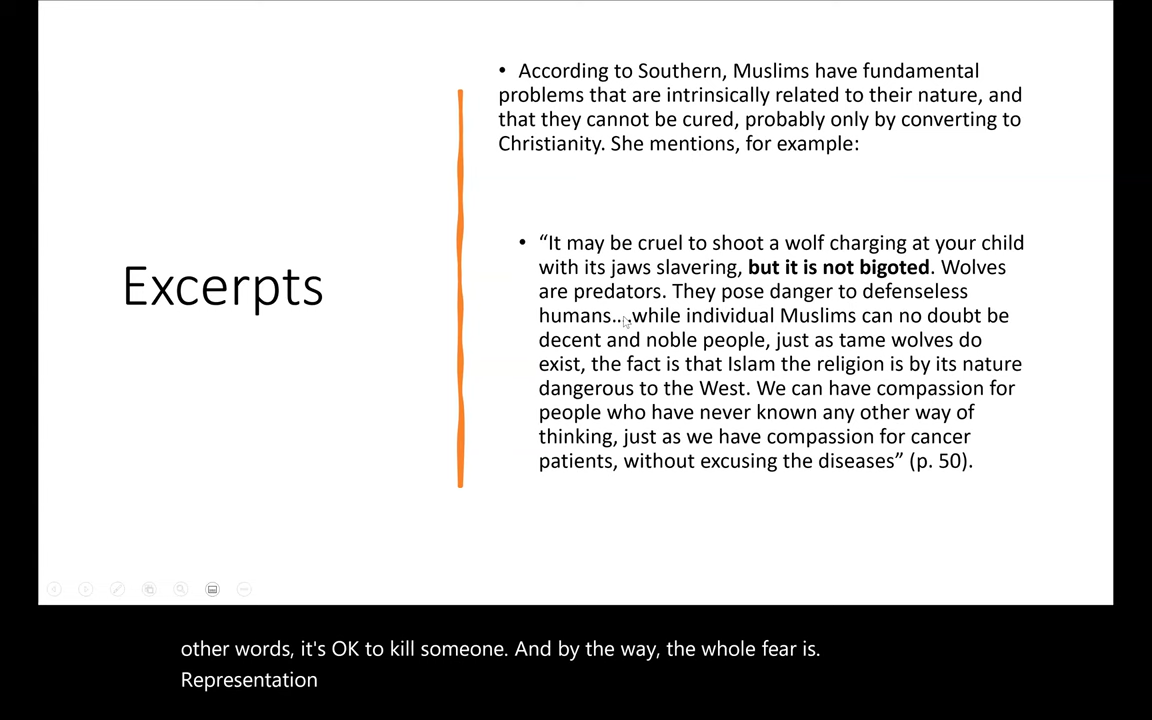 • According to Southern, Muslims have fundamental
problems that are intrinsically related to their nature, and
that they cannot be cured, probably only by converting to
Christianity. She mentions, for example:
Excerpts
• “It may be cruel to shoot a wolf charging at your child
with its jaws slavering, but it is not bigoted. Wolves
are predators. They pose danger to defenseless
humans...while individual Muslims can no doubt be
decent and noble people, just as tame wolves do
exist, the fact is that Islam the religion is by its nature
dangerous to the West. We can have compassion for
people who have never known any other way of
thinking, just as we have compassion for cancer
patients, without excusing the diseases” (p. 50).
other words, it's OK to kill someone. And by the way, the whole fear is.
Representation